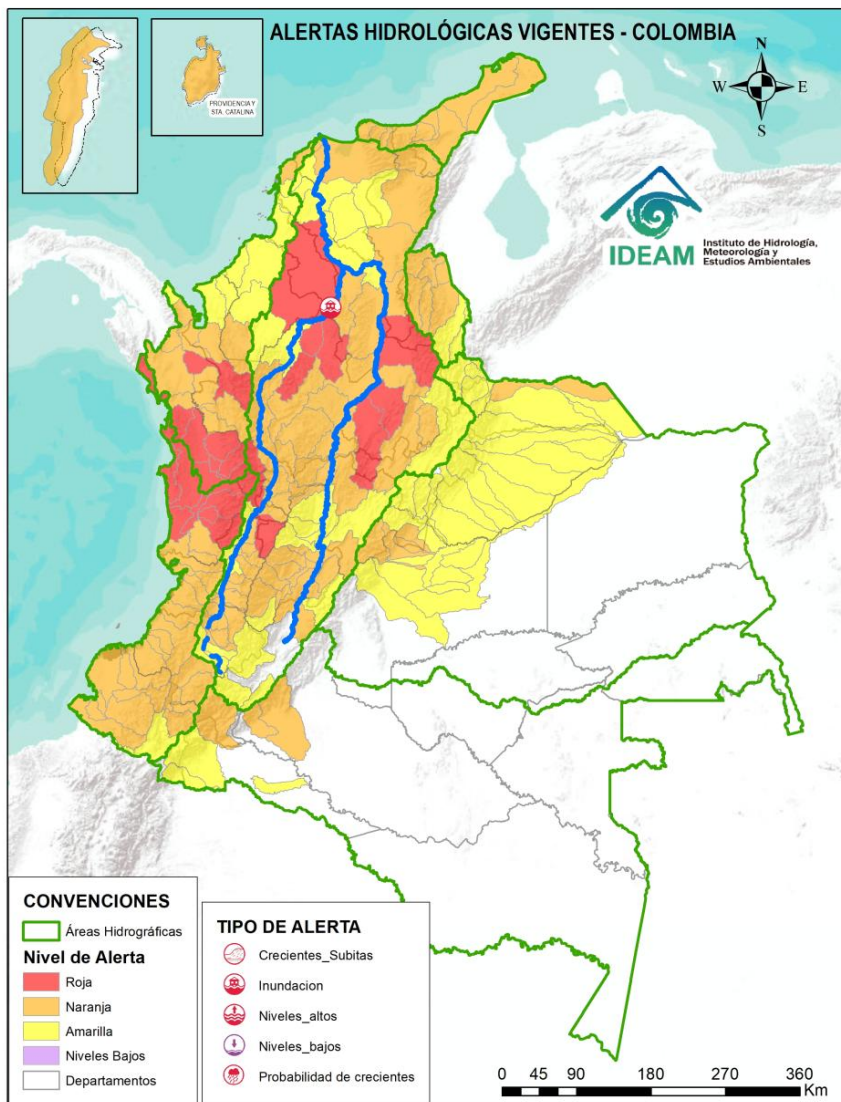 ALERTAS HIDROLÓGICAS VIGENTES - COLOMBIA
PROVIDENCIA Y
STA. CATALINA
N
W
E
S
IDEAM
Instituto de Hidrología,
Meteorología y
Estudios Ambientales
CONVENCIONES
Áreas Hidrográficas
Nivel de Alerta
Roja
Naranja
Amarilla
Niveles Bajos
Departamentos
TIPO DE ALERTA
Crecientes_Subitas
Inundacion
Niveles_altos
Niveles_bajos
Probabilidad de crecientes
0 45 90 180 270 360
Km